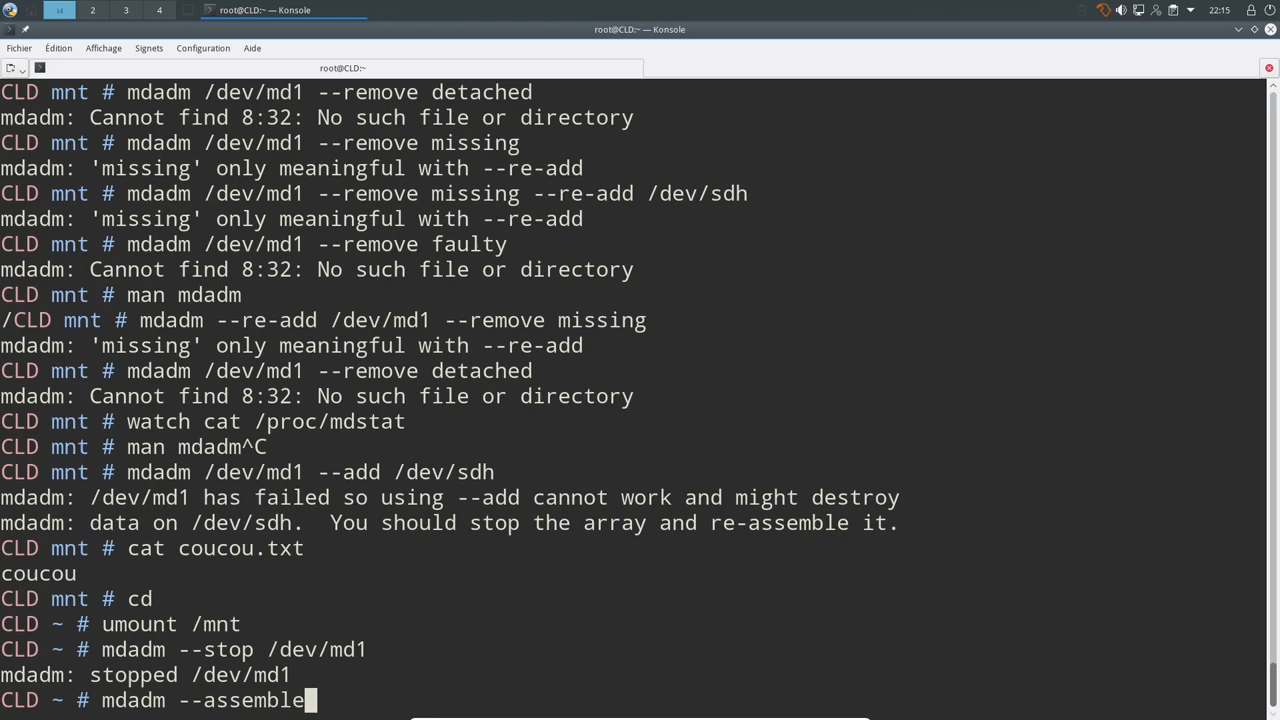 2
3
4
root@CLD:~ — Konsole
22:15
root@CLD:~ — Konsole
Fichier Édition Affichage Signets Configuration Aide
root@CLD:~
CLD mnt # mdadm /dev/md1 --remove detached
mdadm: Cannot find 8:32: No such file or directory
CLD mnt # mdadm /dev/md1 --remove missing
mdadm: 'missing' only meaningful with --re-add
CLD mnt # mdadm /dev/md1 --remove missing --re-add /dev/sdh
mdadm: 'missing' only meaningful with --re-add
CLD mnt # mdadm /dev/md1 --remove faulty
mdadm: Cannot find 8:32: No such file or directory
CLD mnt # man mdadm
/CLD mnt # mdadm --re-add /dev/md1 --remove missing
mdadm: 'missing' only meaningful with --re-add
CLD mnt # mdadm /dev/md1 --remove detached
mdadm: Cannot find 8:32: No such file or directory
CLD mnt # watch cat /proc/mdstat
CLD mnt # man mdadm^C
CLD mnt # mdadm /dev/md1 --add /dev/sdh
mdadm: /dev/md1 has failed so using --add cannot work and might destroy
mdadm: data on /dev/sdh.  You should stop the array and re-assemble it.
CLD mnt # cat coucou.txt
coucou
CLD mnt # cd
CLD ~ # umount /mnt
CLD ~ # mdadm --stop /dev/md1
mdadm: stopped /dev/md1
CLD ~ # mdadm --assemble